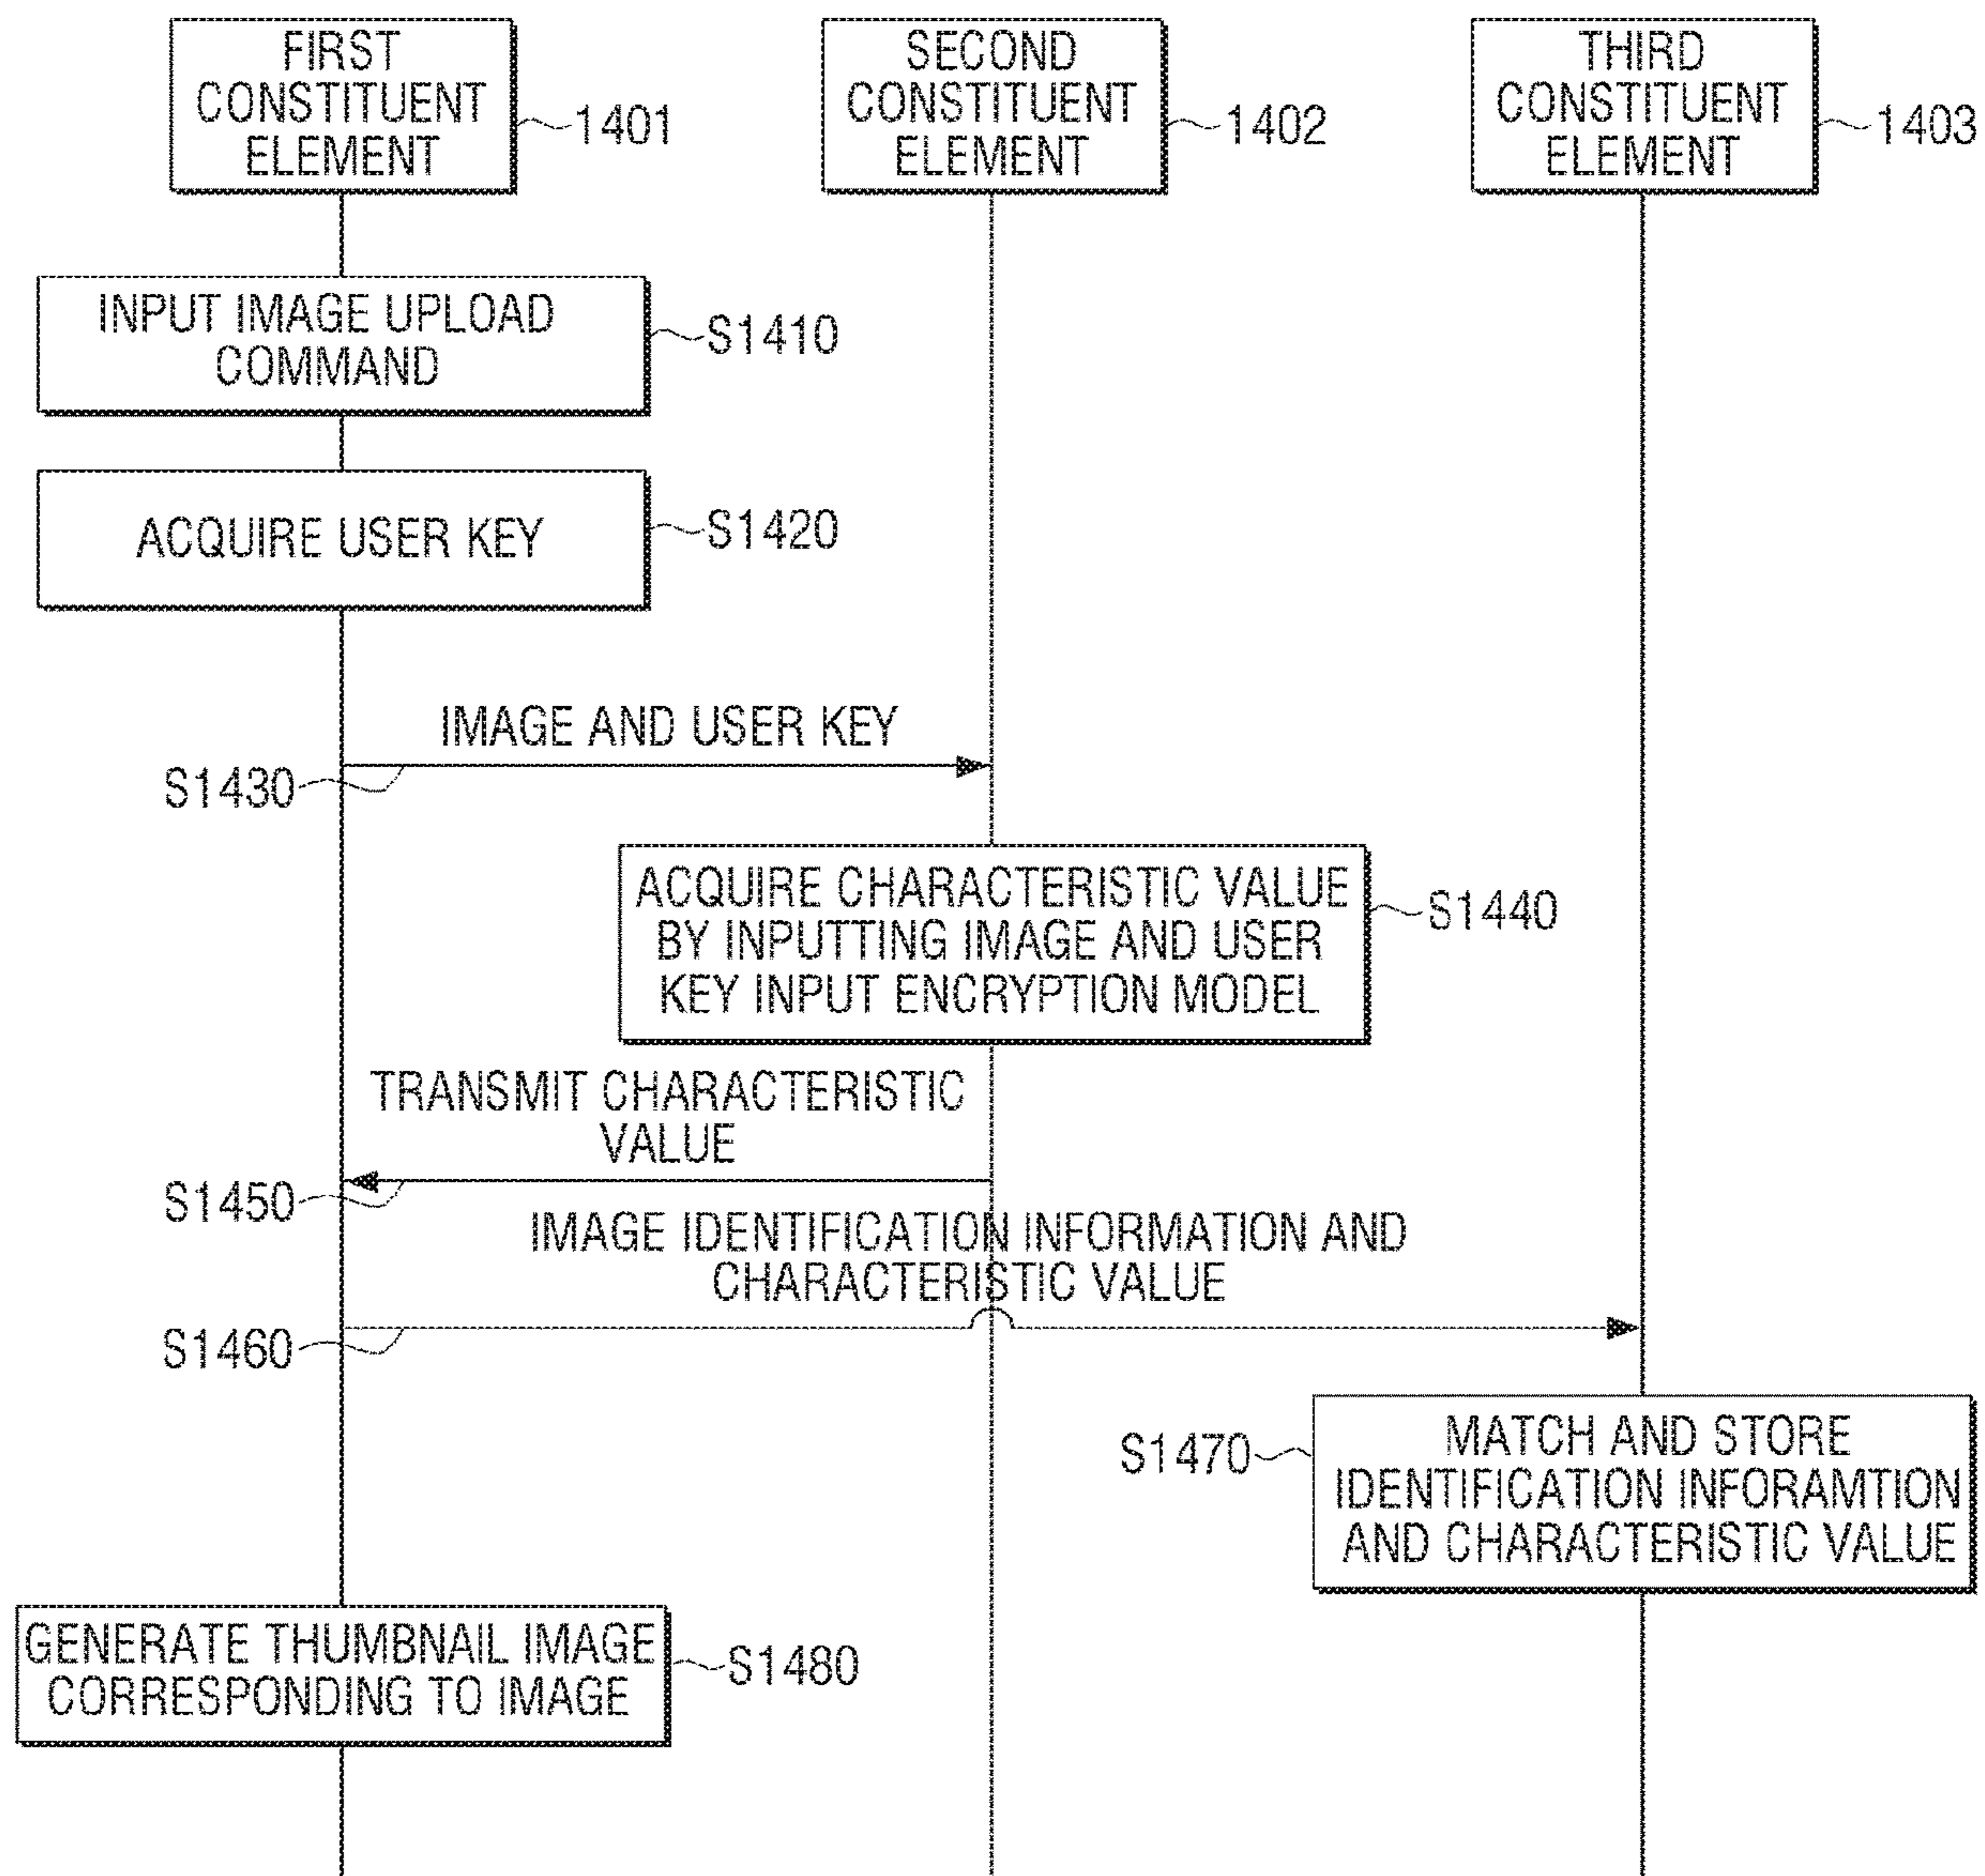 FIRST
CONSTITUENT
ELEMENT
1401
SECOND
CONSTITUENT
ELEMENT
1402
THIRD
CONSTITUENT
ELEMENT
1403
INPUT IMAGE UPLOAD
COMMAND
S1410
ACQUIRE USER KEY
S1420
IMAGE AND USER KEY
S1430
ACQUIRE CHARACTERISTIC VALUE
BY INPUTTING IMAGE AND USER
KEY INPUT ENCRYPTION MODEL
S1440
TRANSMIT CHARACTERISTIC
VALUE
S1450
IMAGE IDENTIFICATION INFORMATION AND
CHARACTERISTIC VALUE
S1460
S1470
MATCH AND STORE
IDENTIFICATION INFORAMTION
AND CHARACTERISTIC VALUE
GENERATE THUMBNAIL IMAGE
CORRESPONDING TO IMAGE
S1480